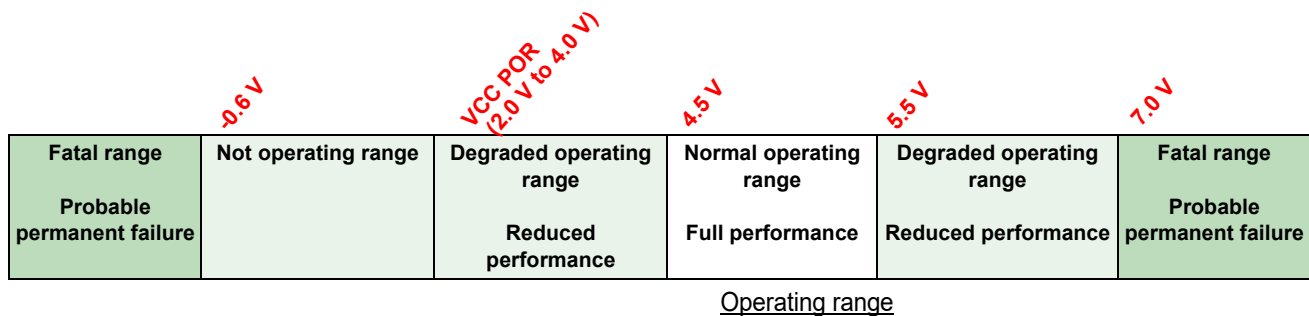 -0.6 V
VCC POR
(2.0 V to 4.0 V)
4.5 V
5.5 V
7.0 V
Fatal range
Probable
permanent failure
Not operating range
Degraded operating
range
Reduced
performance
Normal operating
range
Full performance
Degraded operating
range
Reduced performance
Fatal range
Probable
permanent failure
Operating range